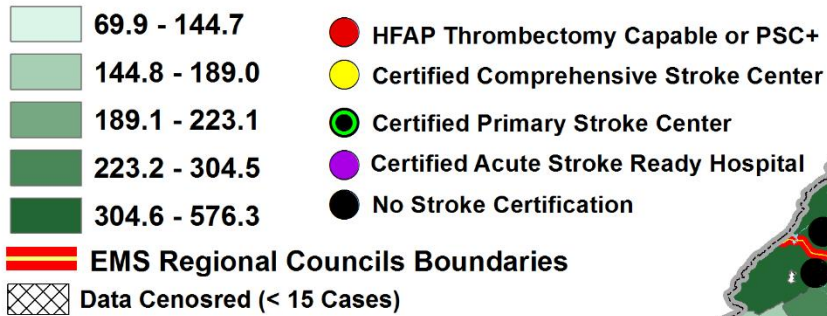 69.9 - 144.7
144.8 - 189.0
189.1 - 223.1
223.2 - 304.5
304.6 - 576.3
EMS Regional Councils Boundaries
Data Cenosred (< 15 Cases)
HFAP Thrombectomy Capable or PSC+
Certified Comprehensive Stroke Center
Certified Primary Stroke Center
Certified Acute Stroke Ready Hospital
No Stroke Certification